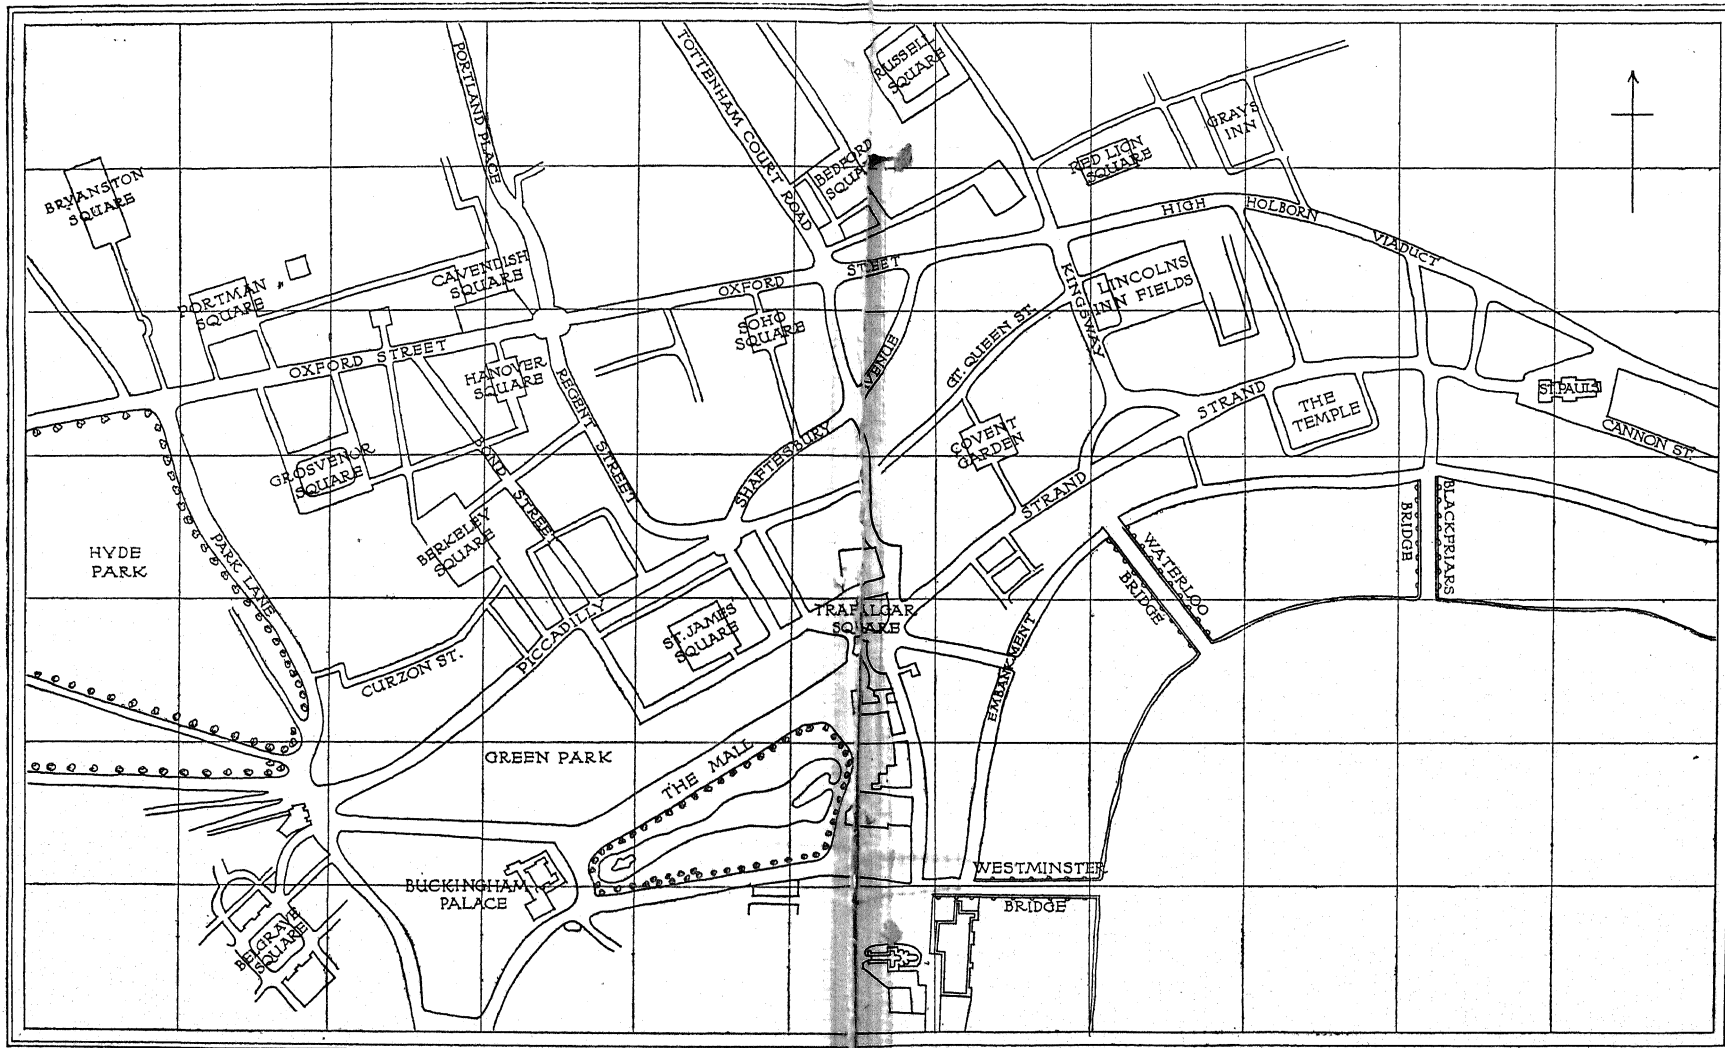 PORTLAND PLACE
TOTTENHAM COURT ROAD
RUSSELL
SQUARE
BEDFORD
SQUARE
RED LION
SQUARE
GRAYS
INN
BRYANSTON
SQUARE
PORTMAN
SQUARE
CAVENDISH
SQUARE
OXFORD
STEET
HIGH
HOLBORN
VIADUCT
KINGSWAY
LINCOLNS
INN FIELDS
OXFORD STREET
HANOVER
SQUARE
REGENT STREET
SOHO
SQUARE
SHAFTESBURY
AVENUE
GT. QUEEN ST.
STRAND
THE
TEMPLE
ST. PAULS
CANNON ST.
GROSVENOR
SQUARE
BOND
STREET
BERKELEY
SQUARE
COVENT
GARDEN
STRAND
HYDE
PARK
PARK LANE
CURZON ST.
PICCADILLY
ST. JAMES
SQUARE
TRAFALGAR
SQUARE
WATERLOO
BRIDGE
BRIDGE
BLACKFRIARS
EMBANKMENT
GREEN PARK
THE MALL
BUCKINGHAM
PALACE
BELGRAVE
SQUARE
WESTMINSTER
BRIDGE